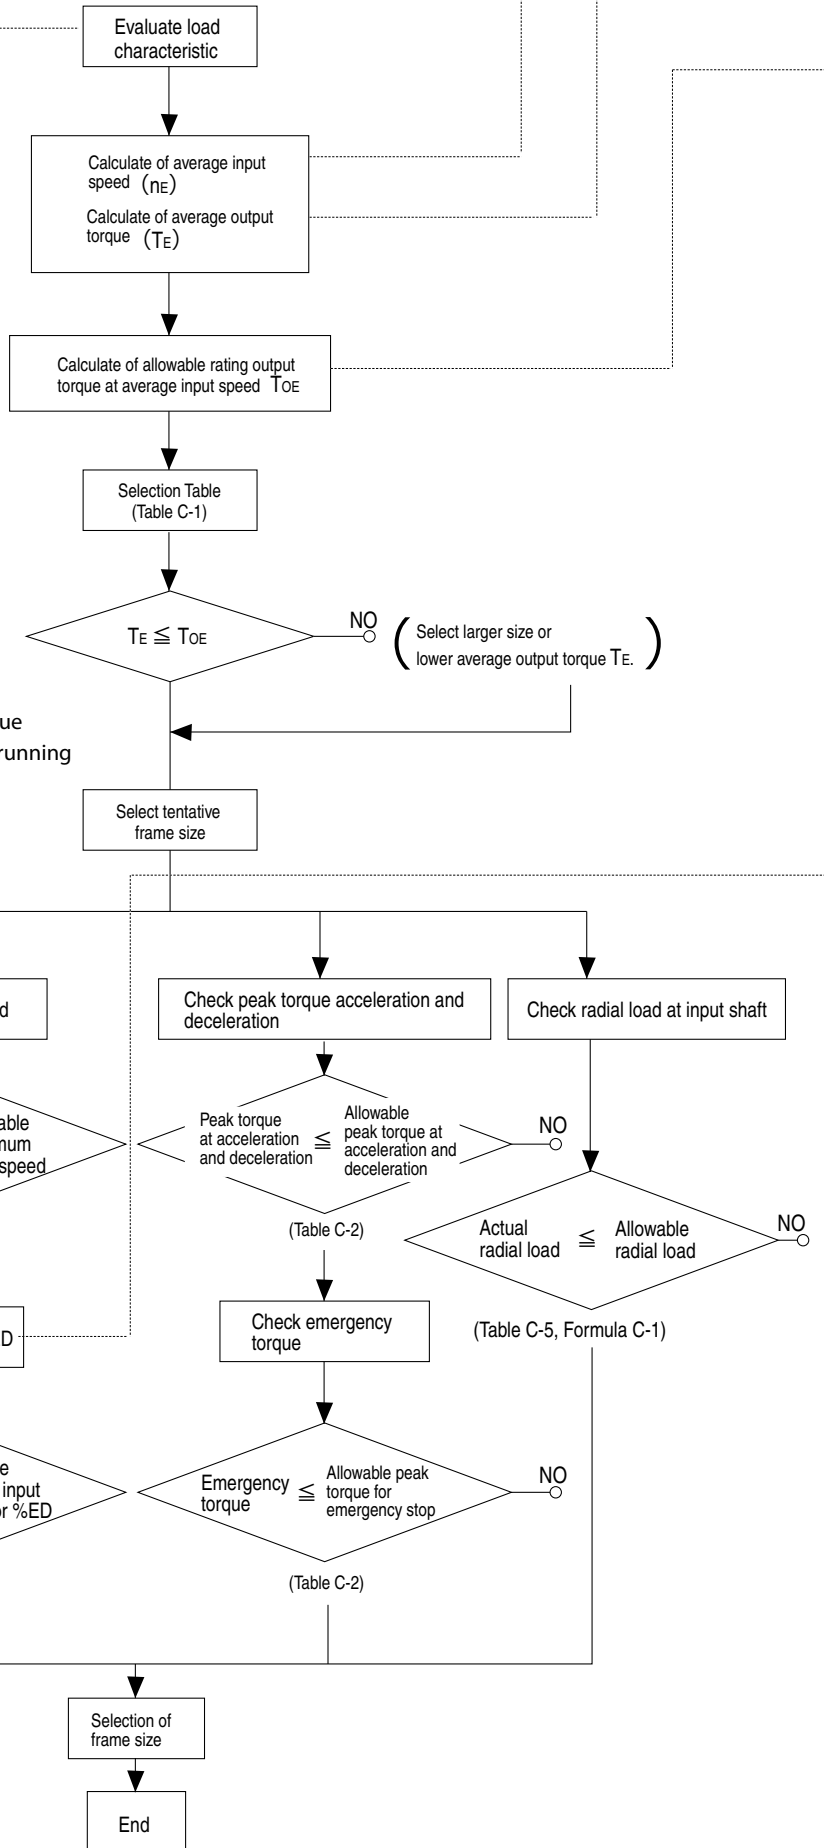 Evaluate load
characteristic
Calculate of average input
speed (nE)
Calculate of average output
torque (TE)
Calculate of allowable rating output
torque at average input speed TOE
Selection Table
(Table C-1)
TE ≦ TOE
NO
Select larger size or
lower average output torque TE.
ue
running
Select tentative
frame size
d
Check peak torque acceleration and
deceleration
Check radial load at input shaft
able
mum
speed
Peak torque
at acceleration
and deceleration
≦
Allowable
peak torque at
acceleration and
deceleration
NO
(Table C-2)
Actual
radial load
≦
Allowable
radial load
NO
(Table C-5, Formula C-1)
Check emergency
torque
ED
e
input
or %ED
Emergency
torque
≦
Allowable peak
torque for
emergency stop
NO
(Table C-2)
Selection of
frame size
End